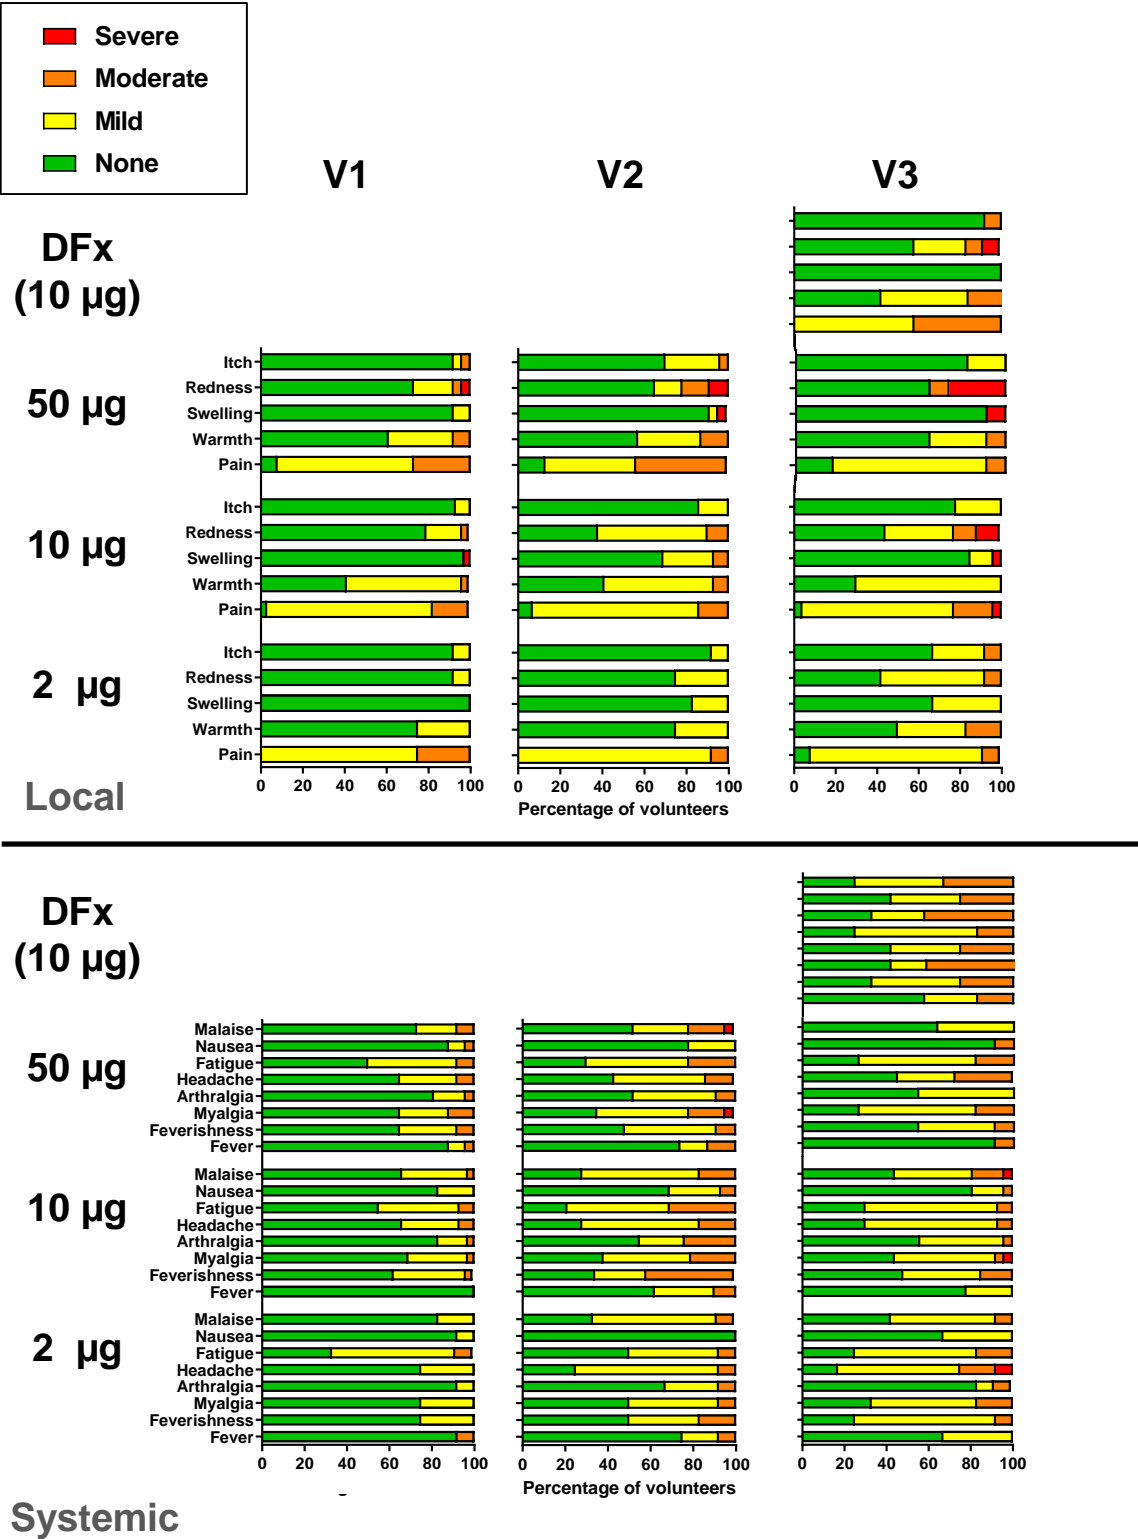 Severe
Moderate
Mild
None
V1 V2 V3
DFx
(10 µg)
50 µg
Itch
Redness
Swelling
Warmth
Pain
10 µg
Itch
Redness
Swelling
Warmth
Pain
2 µg
Itch
Redness
Swelling
Warmth
Pain
0 20 40 60 80 100 0 20 40 60 80 100 0 20 40 60 80 100
Percentage of volunteers
Local
DFx
(10 µg)
50 µg
Malaise
Nausea
Fatigue
Headache
Arthralgia
Myalgia
Feverishness
Fever
10 µg
Malaise
Nausea
Fatigue
Headache
Arthralgia
Myalgia
Feverishness
Fever
2 µg
Malaise
Nausea
Fatigue
Headache
Arthralgia
Myalgia
Feverishness
Fever
0 20 40 60 80 100 0 20 40 60 80 100 0 20 40 60 80 100
Percentage of volunteers
Systemic